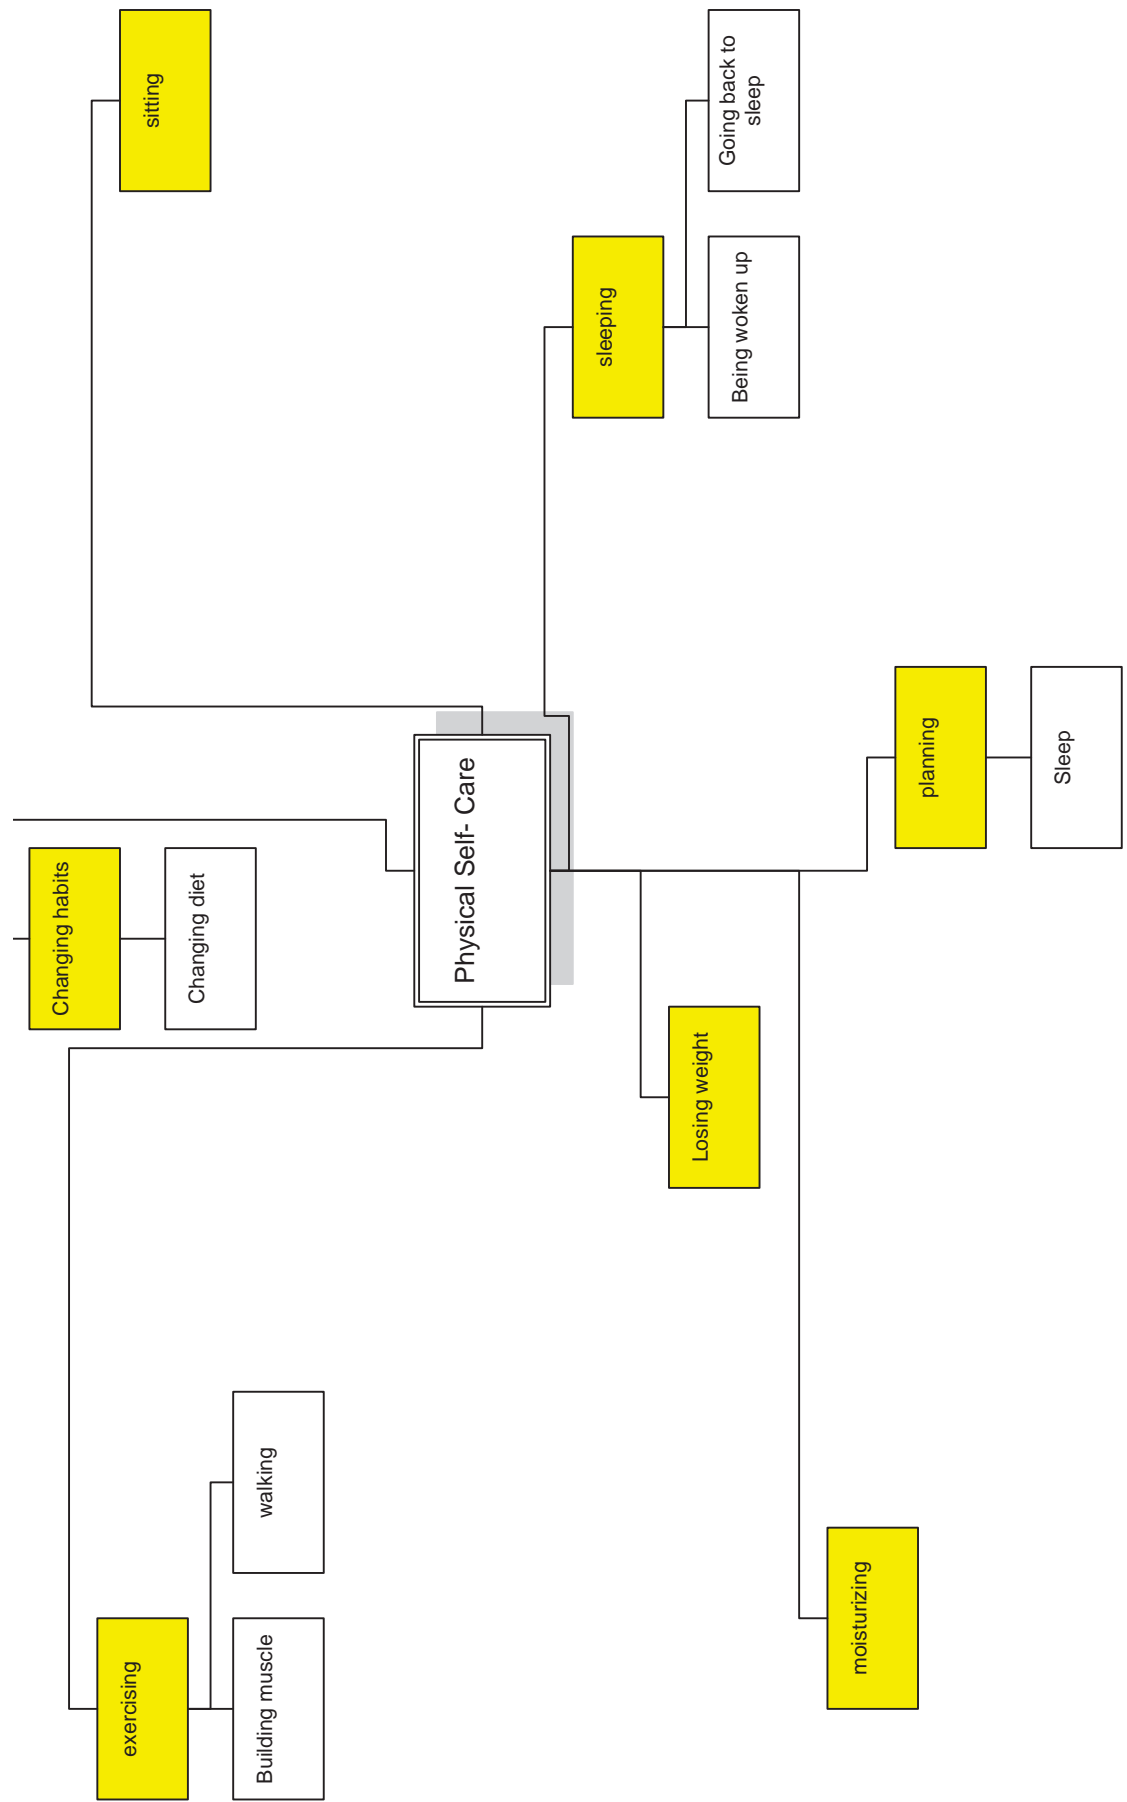 Changing habits
Changing diet
exercising
Building muscle
walking
sitting
Physical Self- Care
sleeping
Being woken up
Going back to
sleep
Losing weight
moisturizing
planning
Sleep